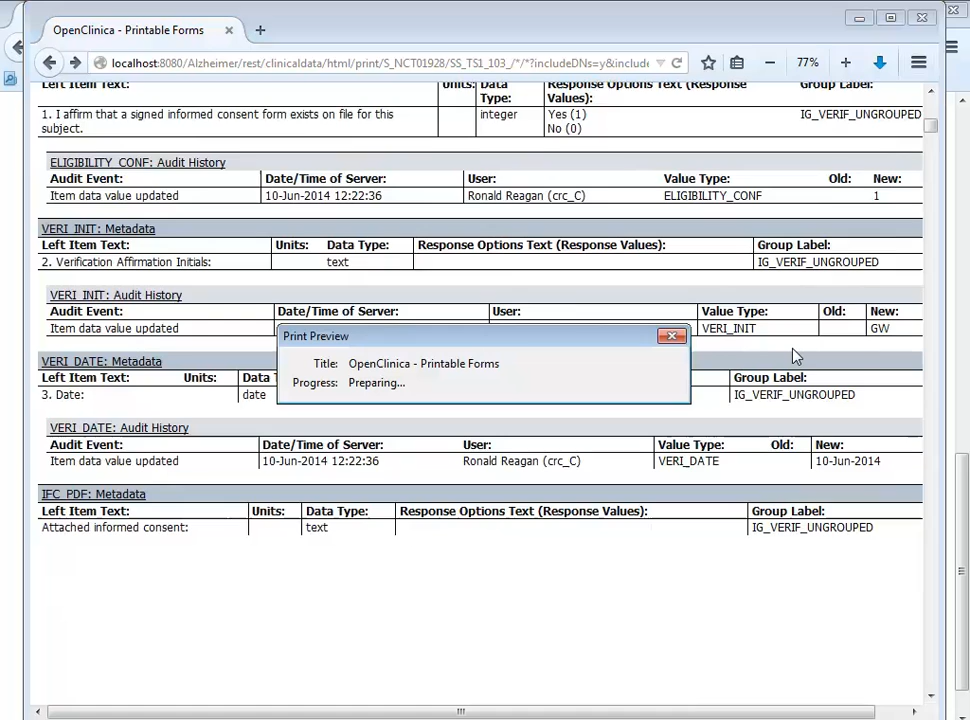 OpenClinica - Printable Forms
localhost:8080/Alzheimer/rest/clinicaldata/html/print/S_NCT01928/SS_TS1_103_/*/*?includeDNs=y&include
77%
Left Item Text: Units: Data Type: Response Options Text (Response Values): Group Label:
1. I affirm that a signed informed consent form exists on file for this subject. integer Yes (1) IG_VERIF_UNGROUPED
No (0)
ELIGIBILITY_CONF: Audit History
Audit Event: Date/Time of Server: User: Value Type: Old: New:
Item data value updated 10-Jun-2014 12:22:36 Ronald Reagan (crc_C) ELIGIBILITY_CONF 1
VERI_INIT: Metadata
Left Item Text: Units: Data Type: Response Options Text (Response Values): Group Label:
2. Verification Affirmation Initials: text IG_VERIF_UNGROUPED
VERI_INIT: Audit History
Audit Event: Date/Time of Server: User: Value Type: Old: New:
Item data value updated VERI_INIT GW
Print Preview
Title: OpenClinica - Printable Forms
Progress: Preparing...
VERI_DATE: Metadata
Left Item Text: Units: Data Group Label:
3. Date: date IG_VERIF_UNGROUPED
VERI_DATE: Audit History
Audit Event: Date/Time of Server: User: Value Type: Old: New:
Item data value updated 10-Jun-2014 12:22:36 Ronald Reagan (crc_C) VERI_DATE 10-Jun-2014
IFC_PDF: Metadata
Left Item Text: Units: Data Type: Response Options Text (Response Values): Group Label:
Attached informed consent: text IG_VERIF_UNGROUPED